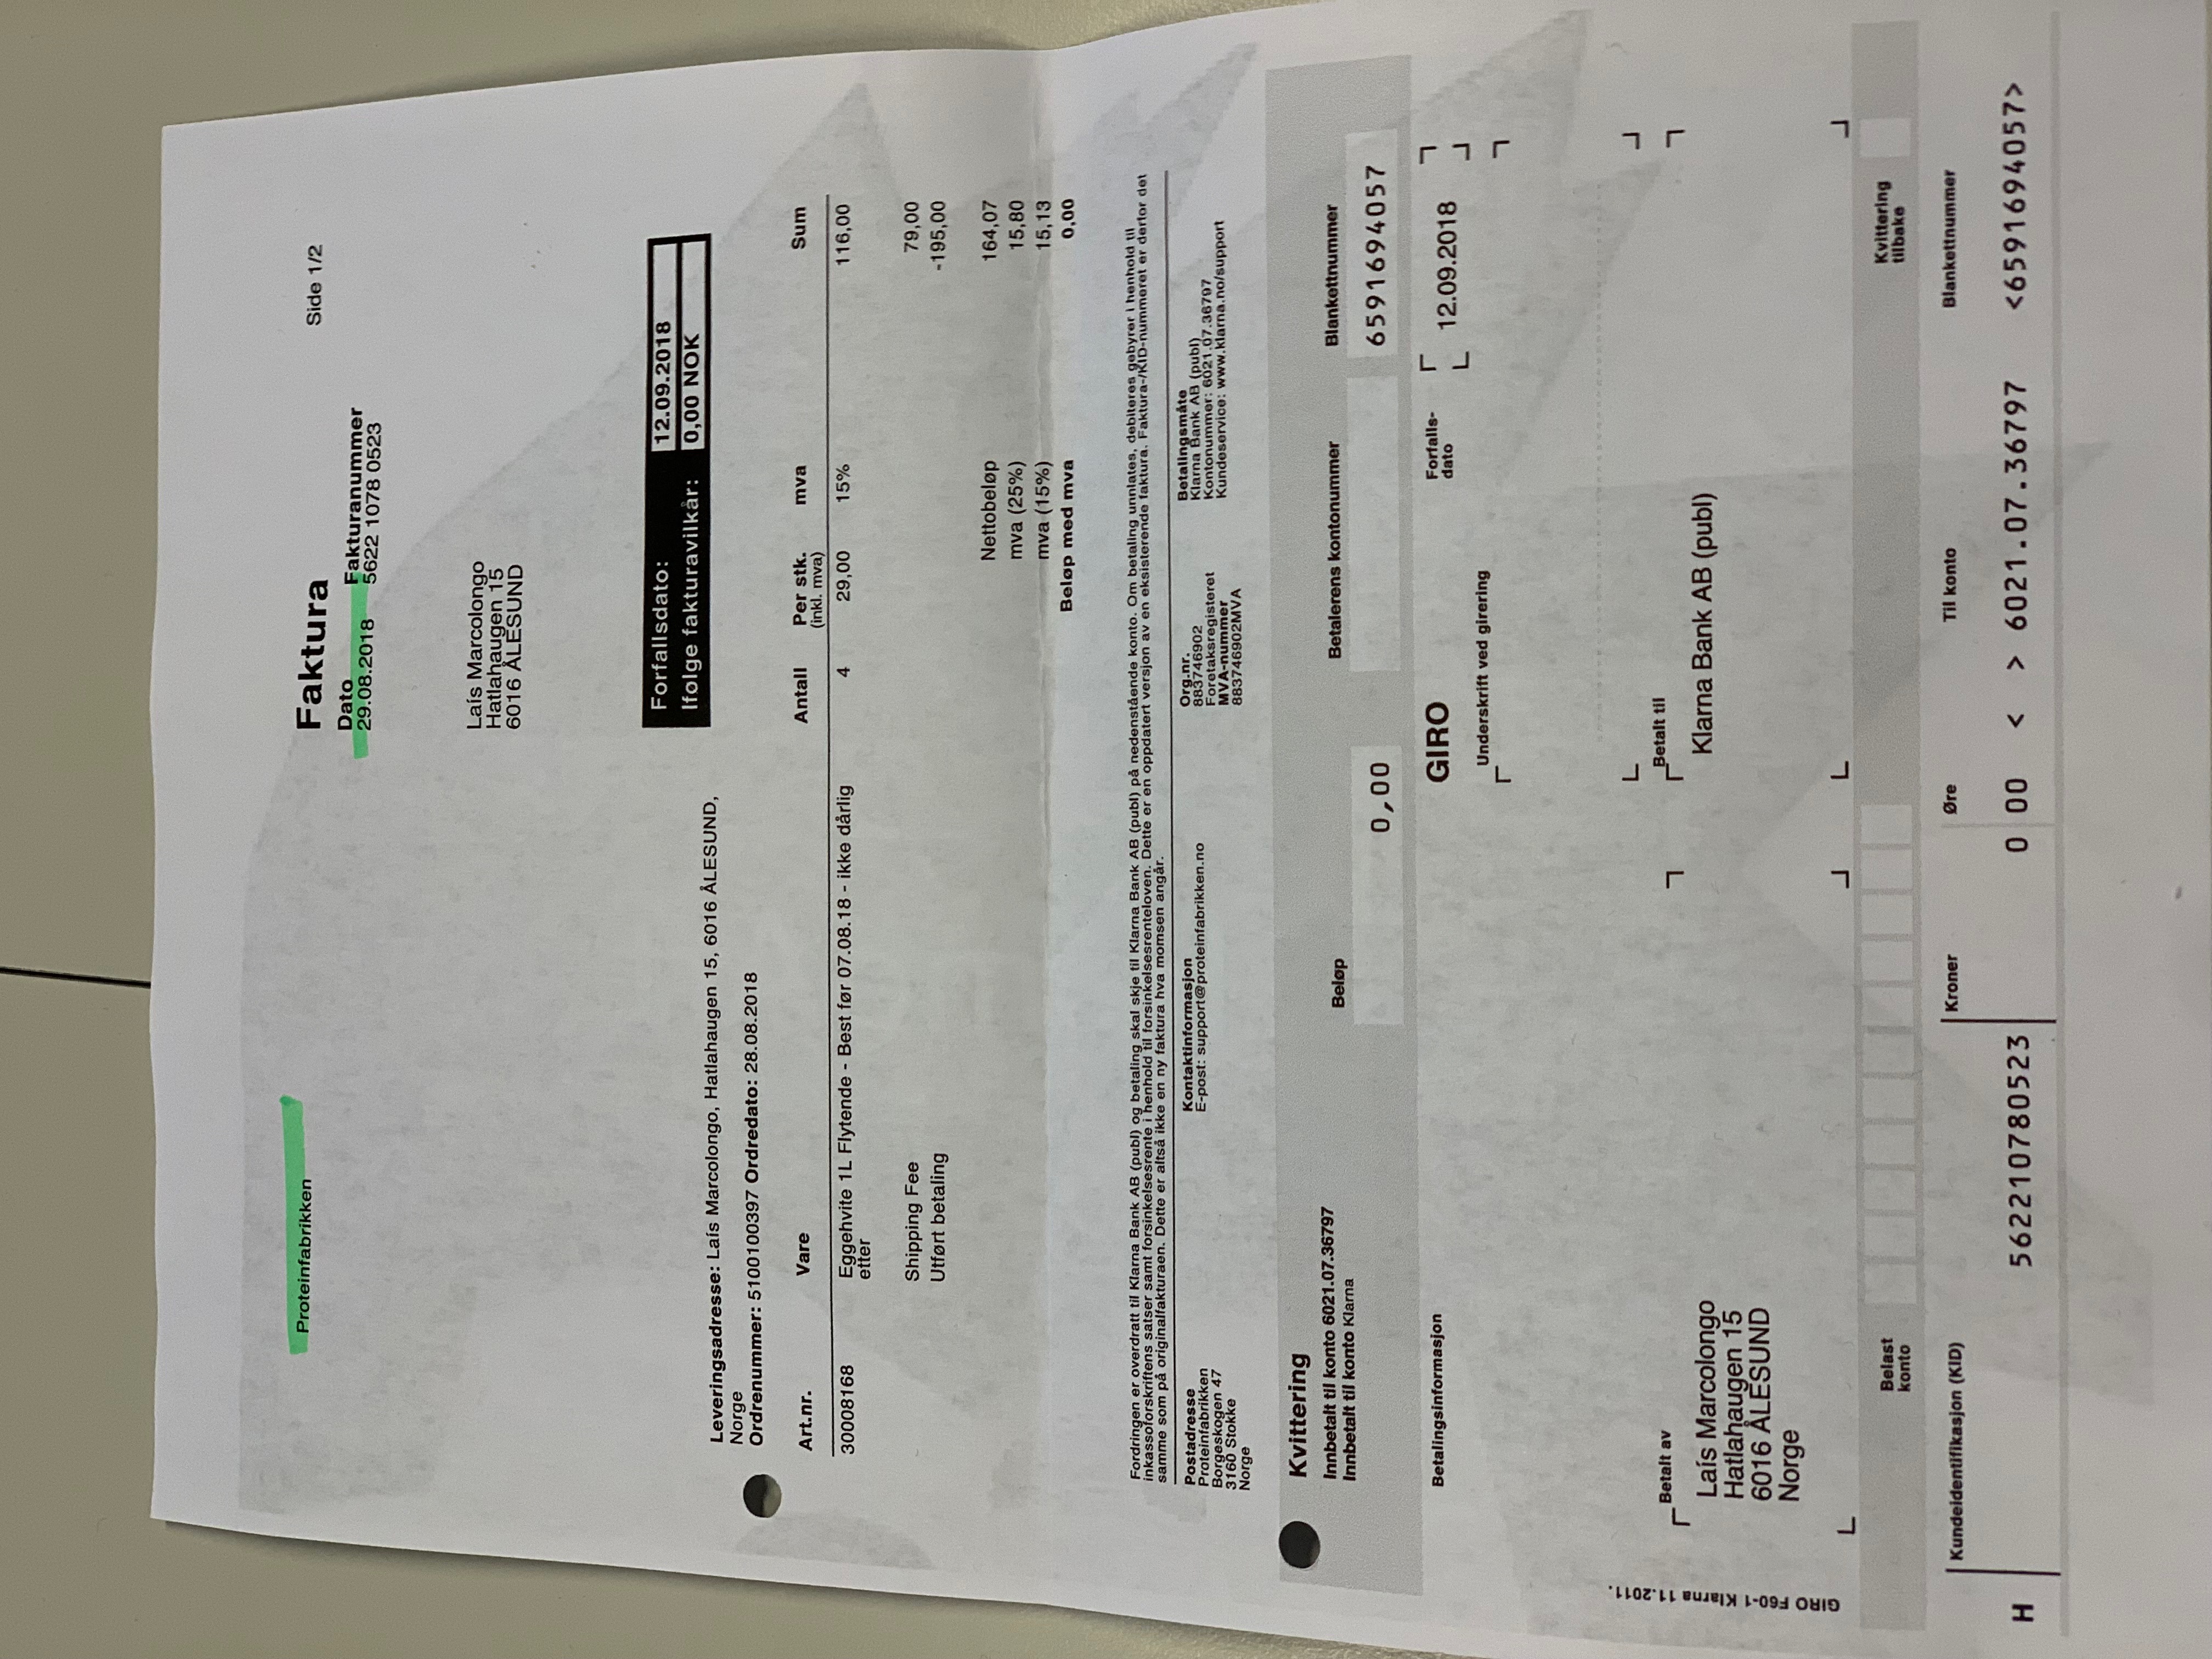 Proteinfabrikken
Faktura
Side 1/2
Dato
Fakturanummer
29.08.2018
5622 1078 0523
Laís Marcolongo
Hatlahaugen 15
6016 ÅLESUND
Forfallsdato: 12.09.2018
Ifølge fakturavilkår: 0,00 NOK
Leveringsadresse: Laís Marcolongo, Hatlahaugen 15, 6016 ÅLESUND,
Norge
Ordrenummer: 5100100397 Ordredato: 28.08.2018
Art.nr. Vare Antall Per stk. mva Sum
(inkl. mva)
30008168 Eggehvite 1L Flytende - Best før 07.08.18 - ikke dårlig 4 29,00 15% 116,00
etter
Shipping Fee 79,00
Utført betaling -195,00
Nettobeløp 164,07
mva (25%) 15,80
mva (15%) 15,13
Beløp med mva 0,00
Fordringen er overdratt til Klarna Bank AB (publ) og betaling skal skje til Klarna Bank AB (publ) på nedenstående konto. Om betaling unnlates, debiteres gebyrer i henhold til
inkassoforskriftens satser samt forsinkelsesrente i henhold til forsinkelsesrenteloven. Dette er en oppdatert versjon av en eksisterende faktura. Faktura-/KID-nummeret er derfor det
samme som på originalfakturaen. Dette er altså ikke en ny faktura hva momsen angår.
Postadresse
Proteinfabrikken
Borgeskogen 47
3160 Stokke
Norge
Kontaktinformasjon
E-post: support@proteinfabrikken.no
Org.nr.
883746902
Foretaksregisteret
MVA-nummer
883746902MVA
Betalingsmåte
Klarna Bank AB (publ)
Kontonummer: 6021.07.36797
Kundeservice: www.klarna.no/support
Kvittering
Innbetalt til konto 6021.07.36797
Innbetalt til konto Klarna
Beløp
0,00
Betalerens kontonummer
Blankettnummer
6591694057
Betalingsinformasjon
GIRO
Forfalls-
dato
12.09.2018
Underskrift ved girering
GIRO F60-1 Klarna 11.2011.
Betalt av
Laís Marcolongo
Hatlahaugen 15
6016 ÅLESUND
Norge
Betalt til
Klarna Bank AB (publ)
Belast
konto
Kvittering
tilbake
Kundeidentifikasjon (KID) Kroner Øre Til konto Blankettnummer
H 562210780523 0 00 < > 6021.07.36797 <6591694057>